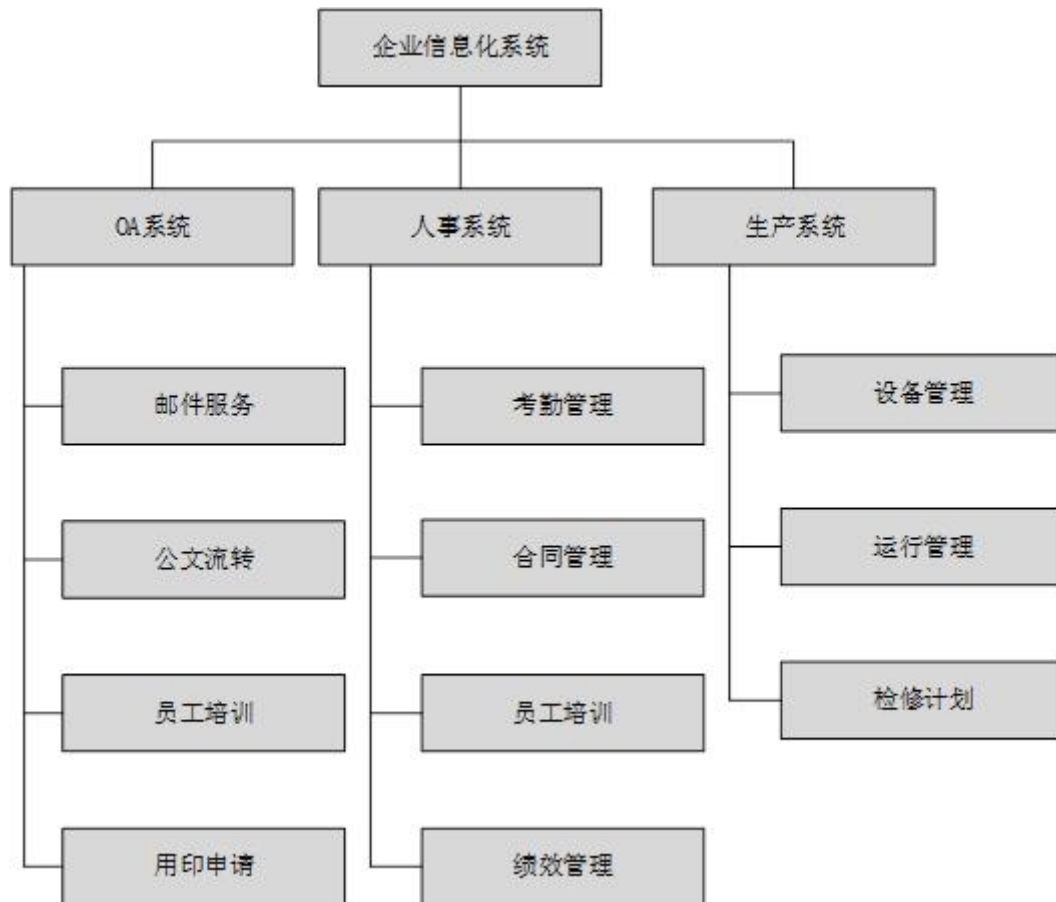 企业信息化系统
OA系统
人事系统
生产系统
邮件服务
公文流转
员工培训
用印申请
考勤管理
合同管理
员工培训
绩效管理
设备管理
运行管理
检修计划